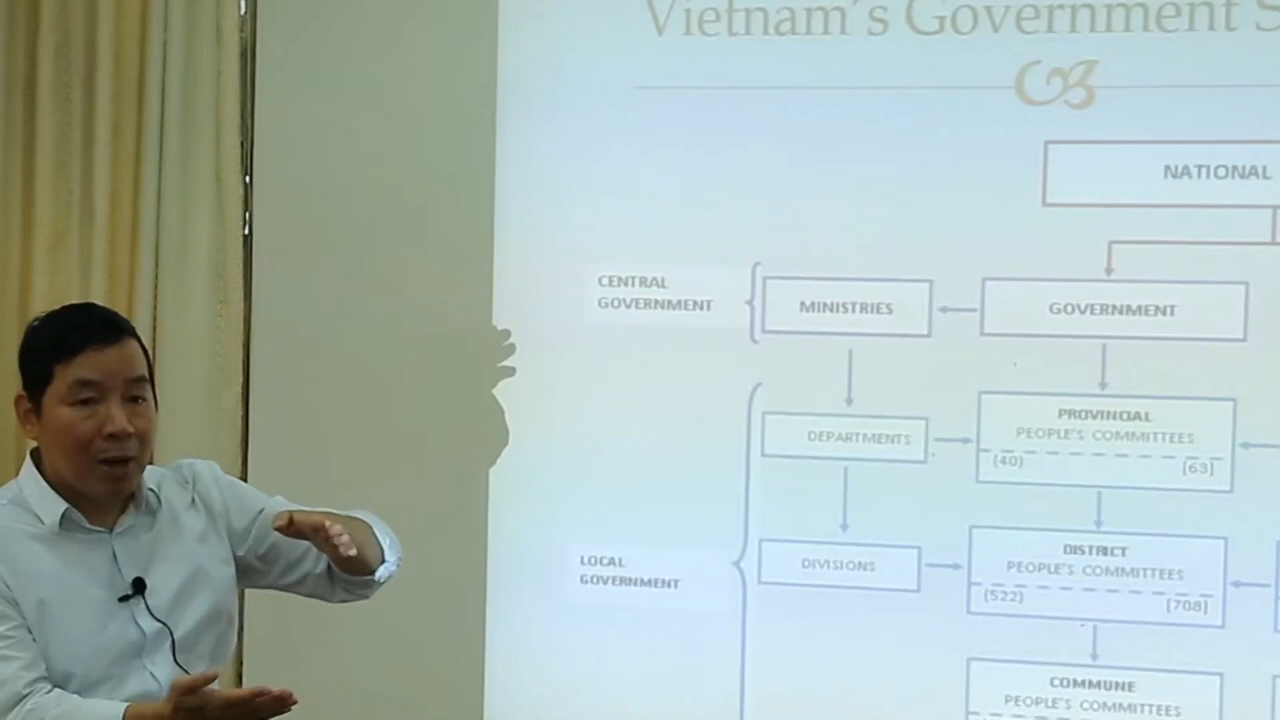 Vietnam's Government S
NATIONAL
CENTRAL
GOVERNMENT
MINISTRIES
GOVERNMENT
PROVINCIAL
PEOPLE'S COMMITTEES
(40) [63]
DEPARTMENTS
LOCAL
GOVERNMENT
DIVISIONS
DISTRICT
PEOPLE'S COMMITTEES
(522) [708]
COMMUNE
PEOPLE'S COMMITTEES